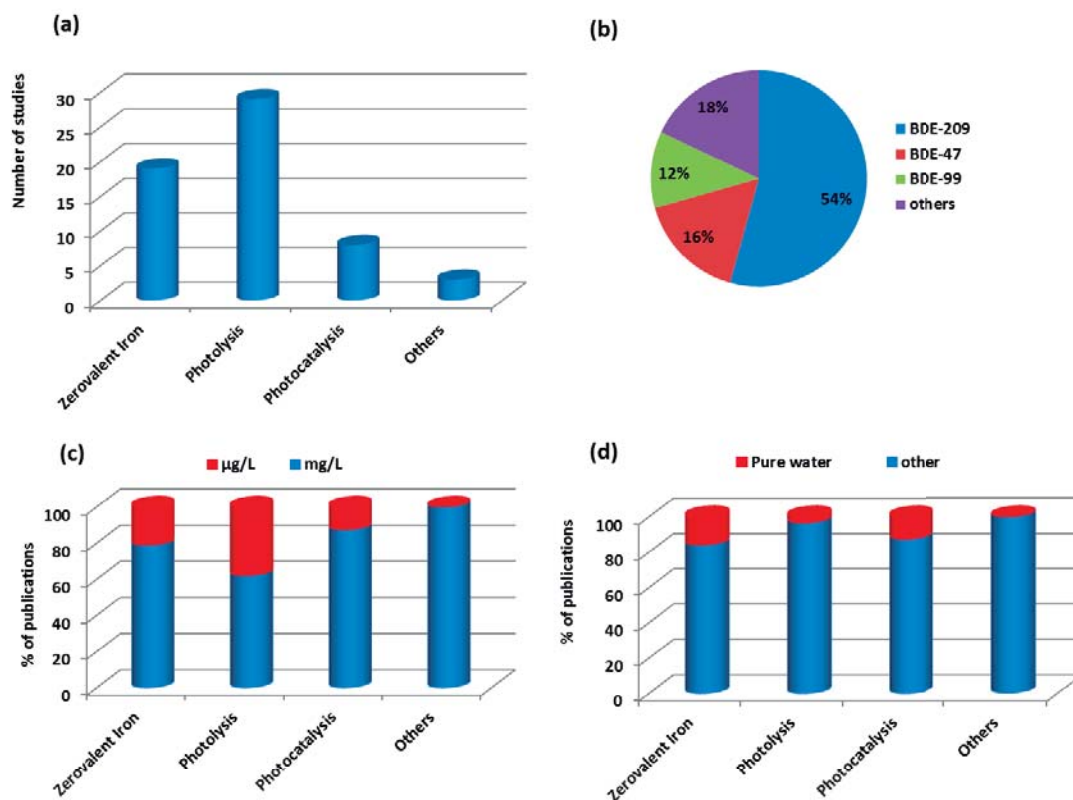 (a)
Number of studies
30
25
20
15
10
5
0
Zerovalent Iron
Photolysis
Photocatalysis
Others
(b)
18%
12%
16%
54%
BDE-209
BDE-47
BDE-99
others
(c)
µg/L mg/L
% of publications
100
80
60
40
20
0
Zerovalent Iron
Photolysis
Photocatalysis
Others
(d)
Pure water other
% of publications
100
80
60
40
20
0
Zerovalent Iron
Photolysis
Photocatalysis
Others